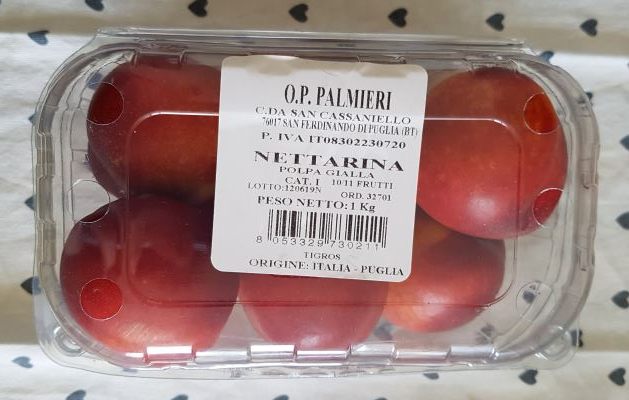 O.P. PALMIERI
C.DA SAN CASSANIELLO
76017 SAN FERDINANDO DI PUGLIA (BT)
P. IVA IT08302230720
NETTARINA
POLPA GIALLA
CAT. I 10/11 FRUTTI
LOTTO:120619N ORD. 32701
PESO NETTO: 1 Kg
8 053329 730211
TIGROS
ORIGINE: ITALIA - PUGLIA